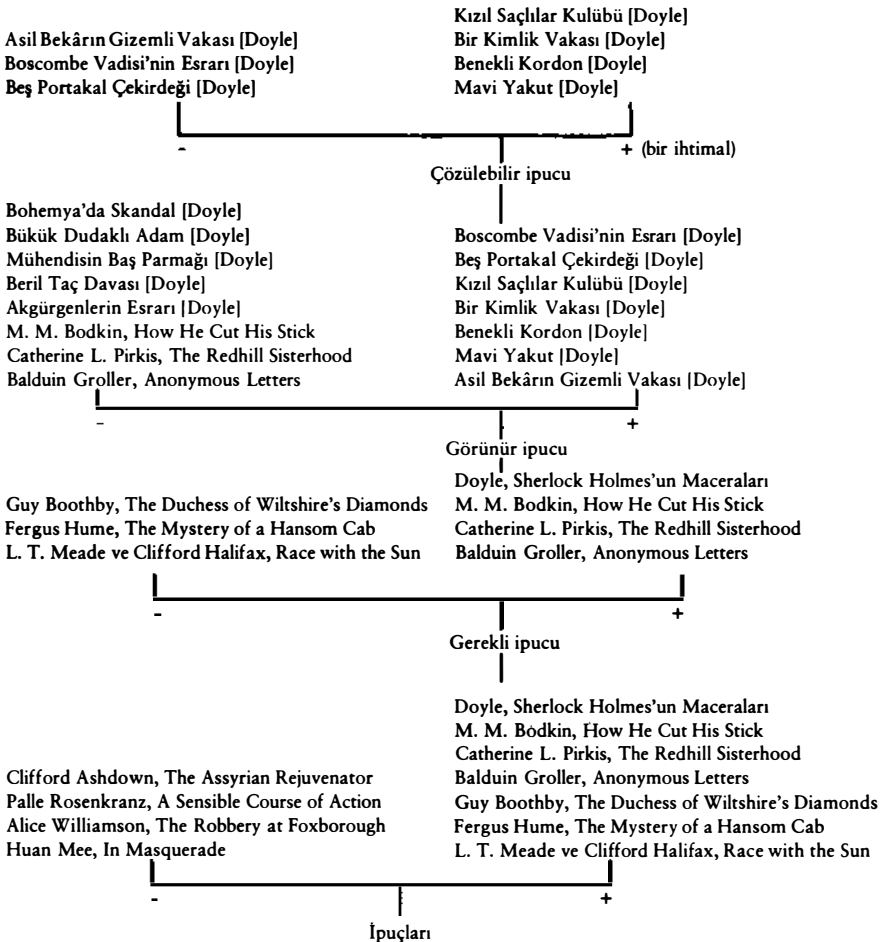 Asil Bekârın Gizemli Vakası [Doyle]
Boscombe Vadisi'nin Esrarı [Doyle]
Beş Portakal Çekirdeği [Doyle]
Kızıl Saçlılar Kulübü [Doyle]
Bir Kimlik Vakası [Doyle]
Benekli Kordon [Doyle]
Mavi Yakut [Doyle]
-
+ (bir ihtimal)
Çözülebilir ipucu
Bohemya'da Skandal [Doyle]
Bükük Dudaklı Adam [Doyle]
Mühendisin Baş Parmağı [Doyle]
Beril Taç Davası [Doyle]
Akgürgenlerin Esrarı [Doyle]
M. M. Bodkin, How He Cut His Stick
Catherine L. Pirkis, The Redhill Sisterhood
Balduin Groller, Anonymous Letters
Boscombe Vadisi'nin Esrarı [Doyle]
Beş Portakal Çekirdeği [Doyle]
Kızıl Saçlılar Kulübü [Doyle]
Bir Kimlik Vakası [Doyle]
Benekli Kordon [Doyle]
Mavi Yakut [Doyle]
Asil Bekârın Gizemli Vakası [Doyle]
-
+
Görünür ipucu
Guy Boothby, The Duchess of Wiltshire's Diamonds
Fergus Hume, The Mystery of a Hansom Cab
L. T. Meade ve Clifford Halifax, Race with the Sun
Doyle, Sherlock Holmes'un Maceraları
M. M. Bodkin, How He Cut His Stick
Catherine L. Pirkis, The Redhill Sisterhood
Balduin Groller, Anonymous Letters
-
+
Gerekli ipucu
Clifford Ashdown, The Assyrian Rejuvenator
Palle Rosenkranz, A Sensible Course of Action
Alice Williamson, The Robbery at Foxborough
Huan Mee, In Masquerade
Doyle, Sherlock Holmes'un Maceraları
M. M. Bodkin, How He Cut His Stick
Catherine L. Pirkis, The Redhill Sisterhood
Balduin Groller, Anonymous Letters
Guy Boothby, The Duchess of Wiltshire's Diamonds
Fergus Hume, The Mystery of a Hansom Cab
L. T. Meade ve Clifford Halifax, Race with the Sun
-
+
İpuçları